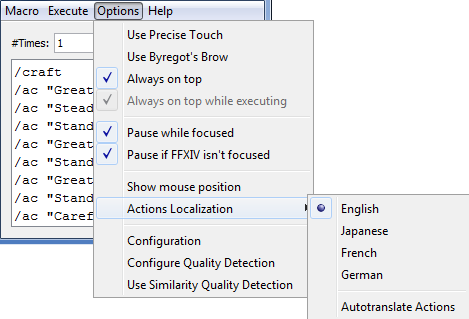 Macro Execute Options Help
#Times: 1
/craft
/ac "Great
/ac "Stead
/ac "Stand
/ac "Great
/ac "Stand
/ac "Great
/ac "Stand
/ac "Caref
Use Precise Touch
Use Byregot's Brow
Always on top
Always on top while executing
Pause while focused
Pause if FFXIV isn't focused
Show mouse position
Actions Localization
Configuration
Configure Quality Detection
Use Similarity Quality Detection
English
Japanese
French
German
Autotranslate Actions